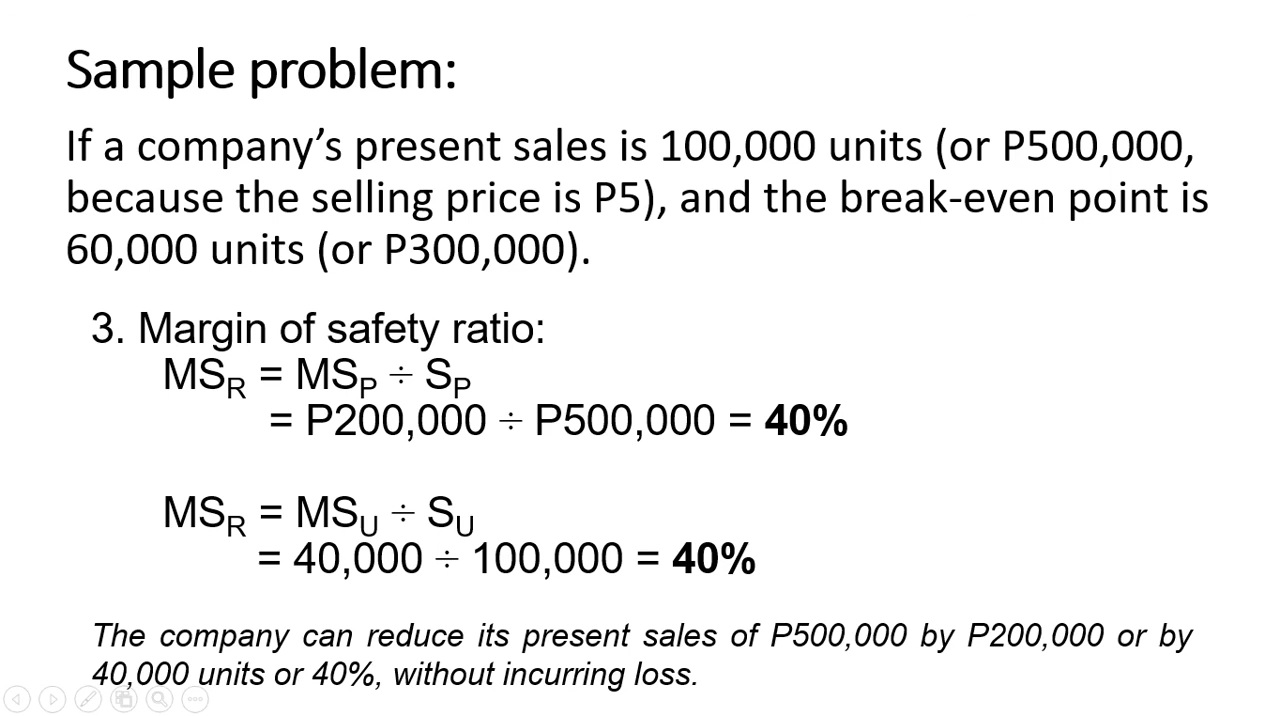 Sample problem:
If a company’s present sales is 100,000 units (or P500,000,
because the selling price is P5), and the break-even point is
60,000 units (or P300,000).
3. Margin of safety ratio:
MSR = MSP ÷ SP
= P200,000 ÷ P500,000 = 40%
MSR = MSU ÷ SU
= 40,000 ÷ 100,000 = 40%
The company can reduce its present sales of P500,000 by P200,000 or by
40,000 units or 40%, without incurring loss.